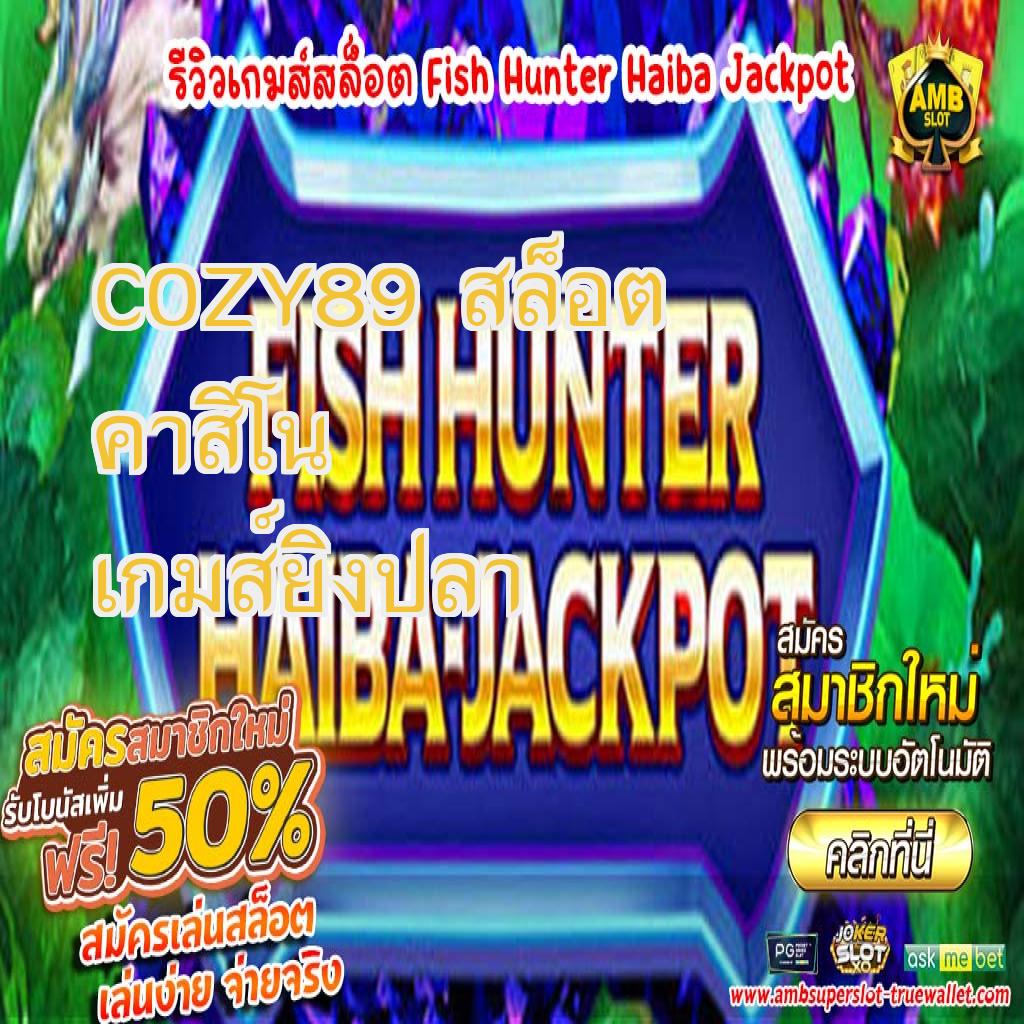 รีวิวเกมส์สล็อต Fish Hunter Haiba Jackpot
AMB
SLOT
COZY89 สล็อต
คาสิโน
เกมส์ยิงปลา
FISH HUNTER
HAIBA JACKPOT
สมัคร
สมาชิกใหม่
พร้อมระบบอัตโนมัติ
คลิกที่นี่
สมัครสมาชิกใหม่
รับโบนัสเพิ่ม
ฟรี! 50%
สมัครเล่นสล็อต
เล่นง่าย จ่ายจริง
PG
JOKER
SLOT
XO
ask me bet
www.ambsuperslot-truewallet.com